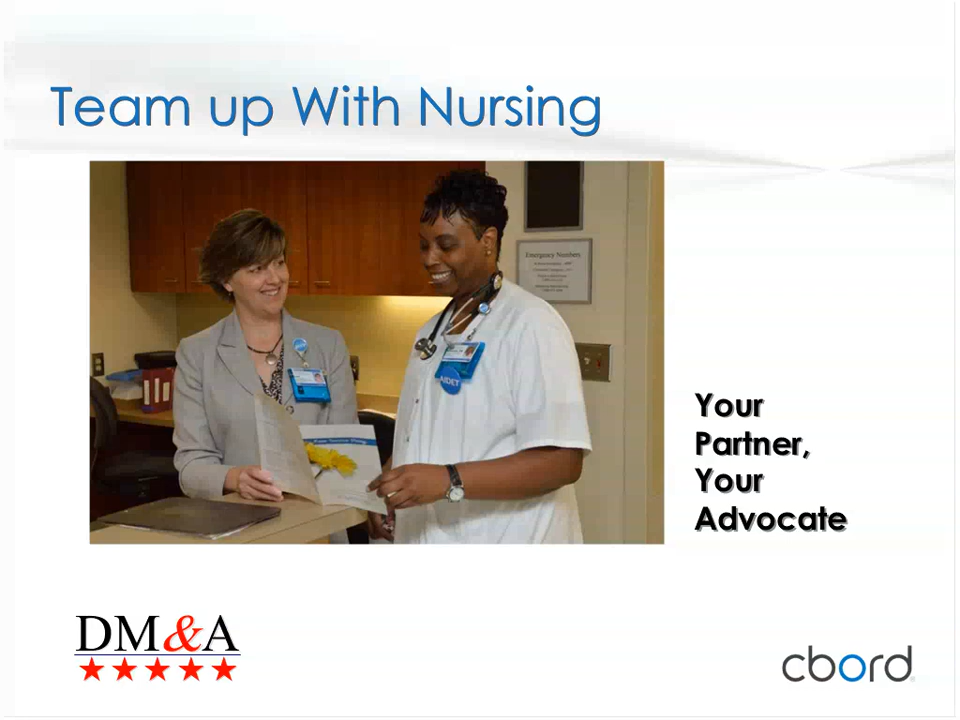 Team up With Nursing
Emergency Numbers
Your
Partner,
Your
Advocate
DM&A
cbord